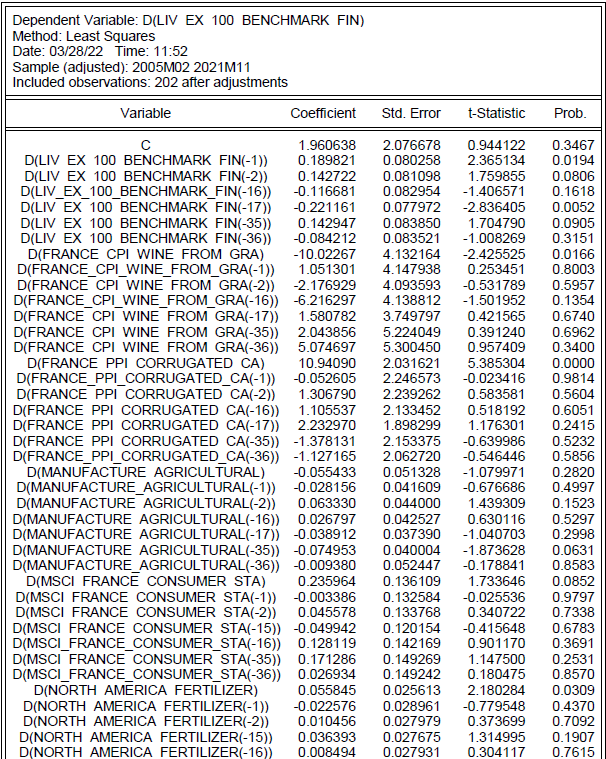 Dependent Variable: D(LIV EX 100 BENCHMARK FIN)
Method: Least Squares
Date: 03/28/22 Time: 11:52
Sample (adjusted): 2005M02 2021M11
Included observations: 202 after adjustments
Variable Coefficient Std. Error t-Statistic Prob.
C 1.960638 2.076678 0.944122 0.3467
D(LIV EX 100 BENCHMARK FIN(-1)) 0.189821 0.080258 2.365134 0.0194
D(LIV EX 100 BENCHMARK FIN(-2)) 0.142722 0.081098 1.759855 0.0806
D(LIV_EX_100_BENCHMARK_FIN(-16)) -0.116681 0.082954 -1.406571 0.1618
D(LIV EX 100 BENCHMARK FIN(-17)) -0.221161 0.077972 -2.836405 0.0052
D(LIV EX 100 BENCHMARK FIN(-35)) 0.142947 0.083850 1.704790 0.0905
D(LIV EX 100 BENCHMARK FIN(-36)) -0.084212 0.083521 -1.008269 0.3151
D(FRANCE CPI WINE FROM GRA) -10.02267 4.132164 -2.425525 0.0166
D(FRANCE_CPI_WINE_FROM_GRA(-1)) 1.051301 4.147938 0.253451 0.8003
D(FRANCE CPI WINE FROM GRA(-2)) -2.176929 4.093593 -0.531789 0.5957
D(FRANCE_CPI_WINE_FROM_GRA(-16)) -6.216297 4.138812 -1.501952 0.1354
D(FRANCE CPI WINE FROM GRA(-17)) 1.580782 3.749797 0.421565 0.6740
D(FRANCE CPI WINE FROM GRA(-35)) 2.043856 5.224049 0.391240 0.6962
D(FRANCE CPI WINE FROM GRA(-36)) 5.074697 5.300450 0.957409 0.3400
D(FRANCE PPI CORRUGATED CA) 10.94090 2.031621 5.385304 0.0000
D(FRANCE_PPI_CORRUGATED_CA(-1)) -0.052605 2.246573 -0.023416 0.9814
D(FRANCE PPI CORRUGATED CA(-2)) 1.306790 2.239262 0.583581 0.5604
D(FRANCE PPI CORRUGATED CA(-16)) 1.105537 2.133452 0.518192 0.6051
D(FRANCE PPI CORRUGATED CA(-17)) 2.232970 1.898299 1.176301 0.2415
D(FRANCE PPI CORRUGATED CA(-35)) -1.378131 2.153375 -0.639986 0.5232
D(FRANCE_PPI_CORRUGATED_CA(-36)) -1.127165 2.062720 -0.546446 0.5856
D(MANUFACTURE AGRICULTURAL) -0.055433 0.051328 -1.079971 0.2820
D(MANUFACTURE_AGRICULTURAL(-1)) -0.028156 0.041609 -0.676686 0.4997
D(MANUFACTURE AGRICULTURAL(-2)) 0.063330 0.044000 1.439309 0.1523
D(MANUFACTURE AGRICULTURAL(-16)) 0.026797 0.042527 0.630116 0.5297
D(MANUFACTURE AGRICULTURAL(-17)) -0.038912 0.037390 -1.040703 0.2998
D(MANUFACTURE AGRICULTURAL(-35)) -0.074953 0.040004 -1.873628 0.0631
D(MANUFACTURE_AGRICULTURAL(-36)) -0.009380 0.052447 -0.178841 0.8583
D(MSCI FRANCE CONSUMER STA) 0.235964 0.136109 1.733646 0.0852
D(MSCI_FRANCE_CONSUMER_STA(-1)) -0.003386 0.132584 -0.025536 0.9797
D(MSCI FRANCE CONSUMER STA(-2)) 0.045578 0.133768 0.340722 0.7338
D(MSCI_FRANCE_CONSUMER_STA(-15)) -0.049942 0.120154 -0.415648 0.6783
D(MSCI_FRANCE_CONSUMER_STA(-16)) 0.128119 0.142169 0.901170 0.3691
D(MSCI FRANCE CONSUMER STA(-35)) 0.171286 0.149269 1.147500 0.2531
D(MSCI_FRANCE_CONSUMER_STA(-36)) 0.026934 0.149242 0.180475 0.8570
D(NORTH AMERICA FERTILIZER) 0.055845 0.025613 2.180284 0.0309
D(NORTH AMERICA FERTILIZER(-1)) -0.022576 0.028961 -0.779548 0.4370
D(NORTH AMERICA FERTILIZER(-2)) 0.010456 0.027979 0.373699 0.7092
D(NORTH AMERICA FERTILIZER(-15)) 0.036393 0.027675 1.314995 0.1907
D(NORTH AMERICA FERTILIZER(-16)) 0.008494 0.027931 0.304117 0.7615